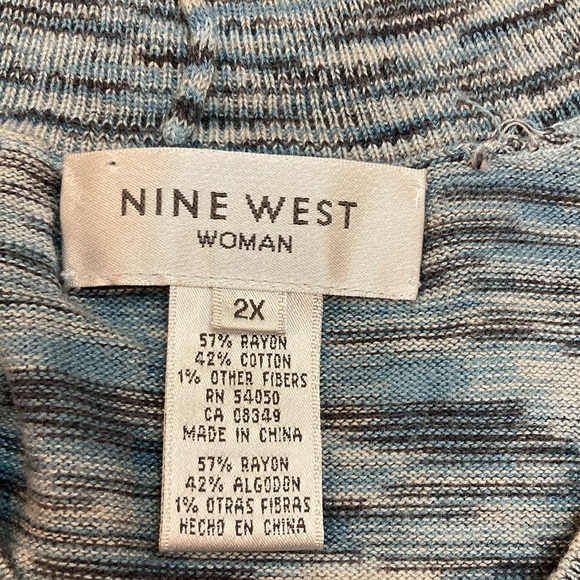 NINE WEST
WOMAN
2X
57% RAYON
42% COTTON
1% OTHER FIBERS
RN 54050
CA 08349
MADE IN CHINA
57% RAYON
42% ALGODON
1% OTRAS FIBRAS
HECHO EN CHINA